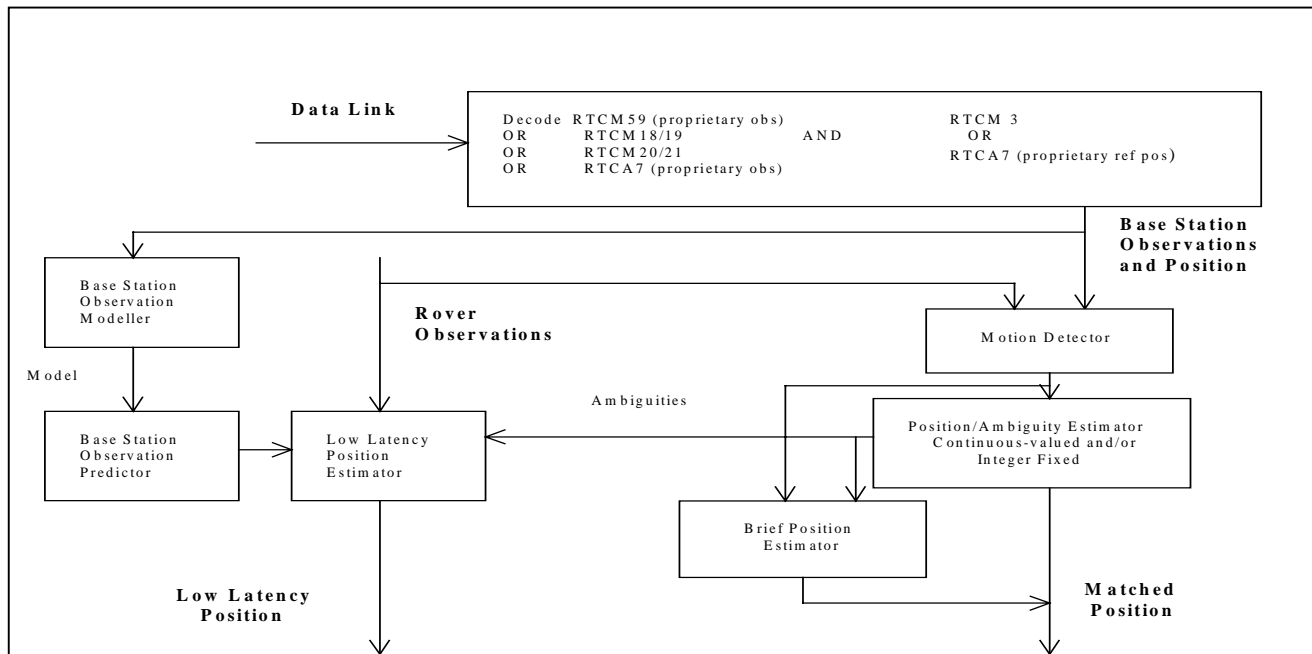 Data Link
Decode RTCM59 (proprietary obs)
OR RTCM18/19 AND
OR RTCM20/21
OR RTCA7 (proprietary obs)
RTCM 3
OR
RTCA7 (proprietary ref pos)
Base Station
Observations
and Position
Base Station
Observation
Modeller
Rover
Observations
Motion Detector
Model
Ambiguities
Base Station
Observation
Predictor
Low Latency
Position
Estimator
Position/Ambiguity Estimator
Continuous-valued and/or
Integer Fixed
Brief Position
Estimator
Low Latency
Position
Matched
Position